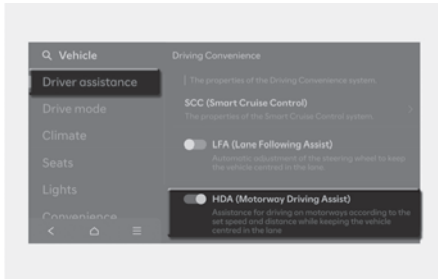 Vehicle
Driver assistance
Drive mode
Climate
Seats
Lights
Convenience
Driving Convenience
The properties of the Driving Convenience system.
SCC (Smart Cruise Control)
The properties of the Smart Cruise Control system.
LFA (Lane Following Assist)
Automatic adjustment of the steering wheel to keep
the vehicle centred in the lane.
HDA (Motorway Driving Assist)
Assistance for driving on motorways according to the
set speed and distance while keeping the vehicle
centred in the lane